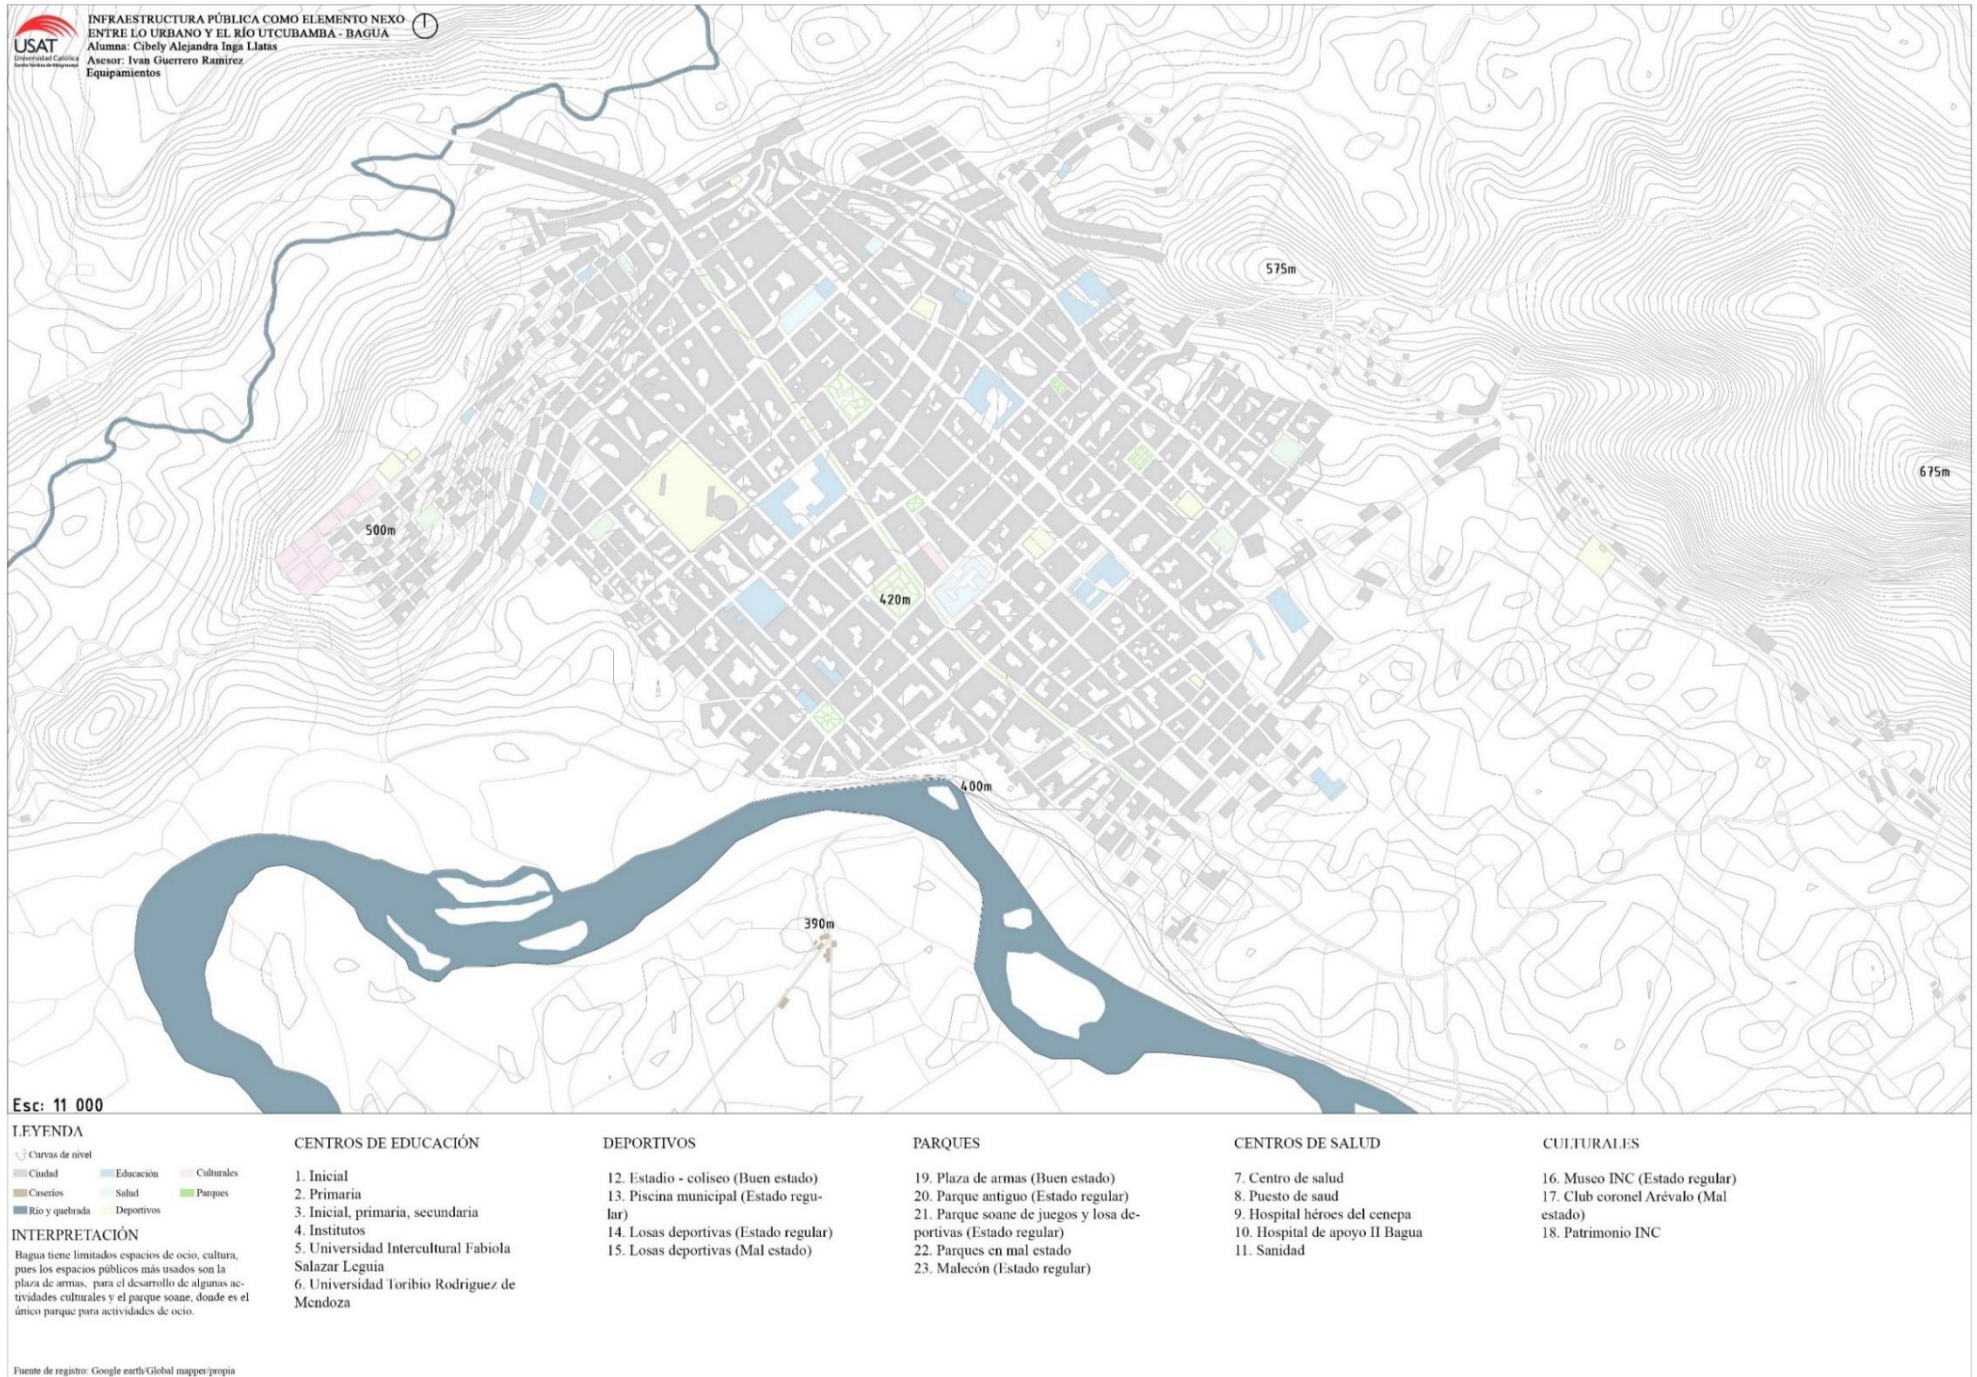 INFRAESTRUCTURA PÚBLICA COMO ELEMENTO NEXO
ENTRE LO URBANO Y EL RÍO UTCUBAMBA - BAGUA
Alumna: Cibely Alejandra Inga Llatas
Asesor: Ivan Guerrero Ramirez
Equipamientos
USAT
Universidad Católica
Santo Toribio de Mogrovejo
575m
675m
500m
420m
400m
390m
Esc: 11 000
LEYENDA
Curvas de nivel
Ciudad
Educación
Culturales
Caseríos
Salud
Parques
Río y quebrada
Deportivos
INTERPRETACIÓN
Bagua tiene limitados espacios de ocio, cultura,
pues los espacios públicos más usados son la
plaza de armas, para el desarrollo de algunas ac-
tividades culturales y el parque soane, donde es el
único parque para actividades de ocio.
Fuente de registro: Google earth/Global mapper/propia
CENTROS DE EDUCACIÓN
1. Inicial
2. Primaria
3. Inicial, primaria, secundaria
4. Institutos
5. Universidad Intercultural Fabiola
Salazar Leguia
6. Universidad Toribio Rodriguez de
Mendoza
DEPORTIVOS
12. Estadio - coliseo (Buen estado)
13. Piscina municipal (Estado regu-
lar)
14. Losas deportivas (Estado regular)
15. Losas deportivas (Mal estado)
PARQUES
19. Plaza de armas (Buen estado)
20. Parque antiguo (Estado regular)
21. Parque soane de juegos y losa de-
portivas (Estado regular)
22. Parques en mal estado
23. Malecón (Estado regular)
CENTROS DE SALUD
7. Centro de salud
8. Puesto de saud
9. Hospital héroes del cenepa
10. Hospital de apoyo II Bagua
11. Sanidad
CULTURALES
16. Museo INC (Estado regular)
17. Club coronel Arévalo (Mal
estado)
18. Patrimonio INC